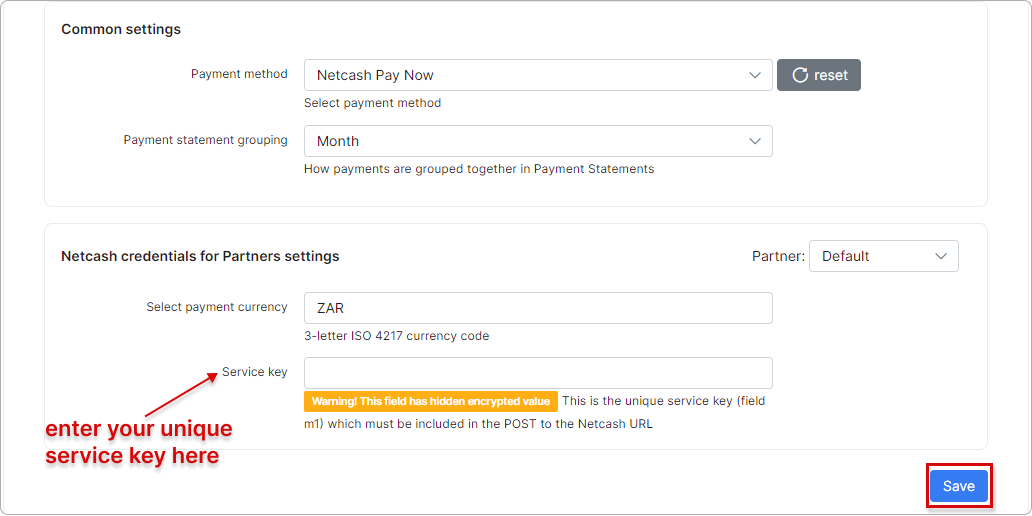 Common settings
Payment method
Netcash Pay Now
reset
Select payment method
Payment statement grouping
Month
How payments are grouped together in Payment Statements
Netcash credentials for Partners settings
Partner:
Default
Select payment currency
ZAR
3-letter ISO 4217 currency code
Service key
Warning! This field has hidden encrypted value This is the unique service key (field
m1) which must be included in the POST to the Netcash URL
enter your unique
service key here
Save